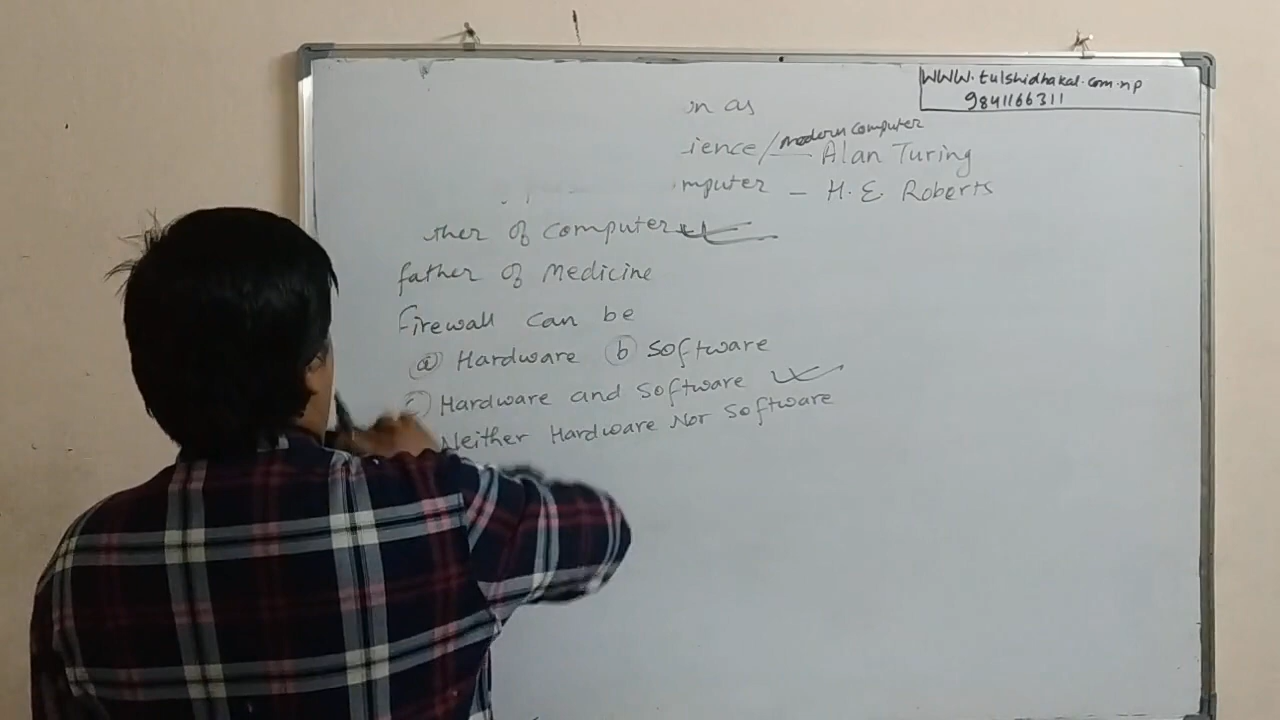 WWW.tulshidhakal.com.np
9841166311
in as
ience/modern computer — Alan Turing
mputer – H.E. Roberts
ther of computer
father of Medicine
Firewall can be
(a) Hardware (b) Software
Hardware and Software
Neither Hardware Nor Software